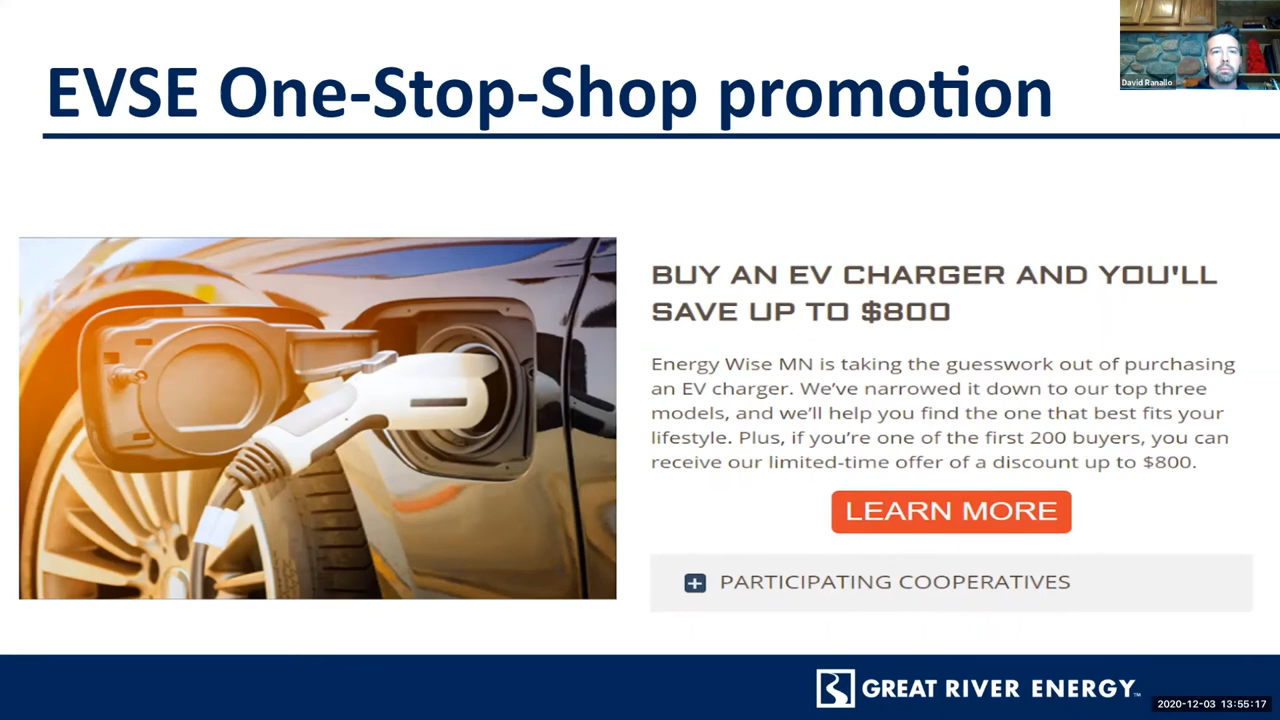 EVSE One-Stop-Shop promotion
David Ranallo
BUY AN EV CHARGER AND YOU'LL
SAVE UP TO $800
Energy Wise MN is taking the guesswork out of purchasing
an EV charger. We’ve narrowed it down to our top three
models, and we’ll help you find the one that best fits your
lifestyle. Plus, if you’re one of the first 200 buyers, you can
receive our limited-time offer of a discount up to $800.
LEARN MORE
PARTICIPATING COOPERATIVES
GREAT RIVER ENERGY™
2020-12-03 13:55:17